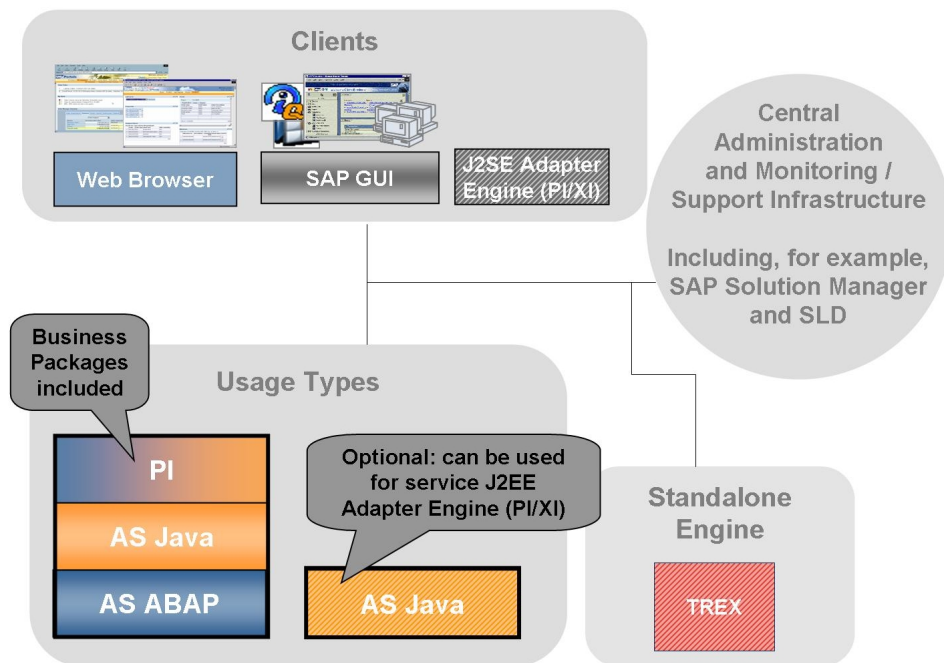 Clients
Web Browser
SAP GUI
J2SE Adapter
Engine (PI/XI)
Central
Administration
and Monitoring /
Support Infrastructure
Including, for example,
SAP Solution Manager
and SLD
Business
Packages
included
Usage Types
PI
AS Java
AS ABAP
Optional: can be used
for service J2EE
Adapter Engine (PI/XI)
AS Java
Standalone
Engine
TREX